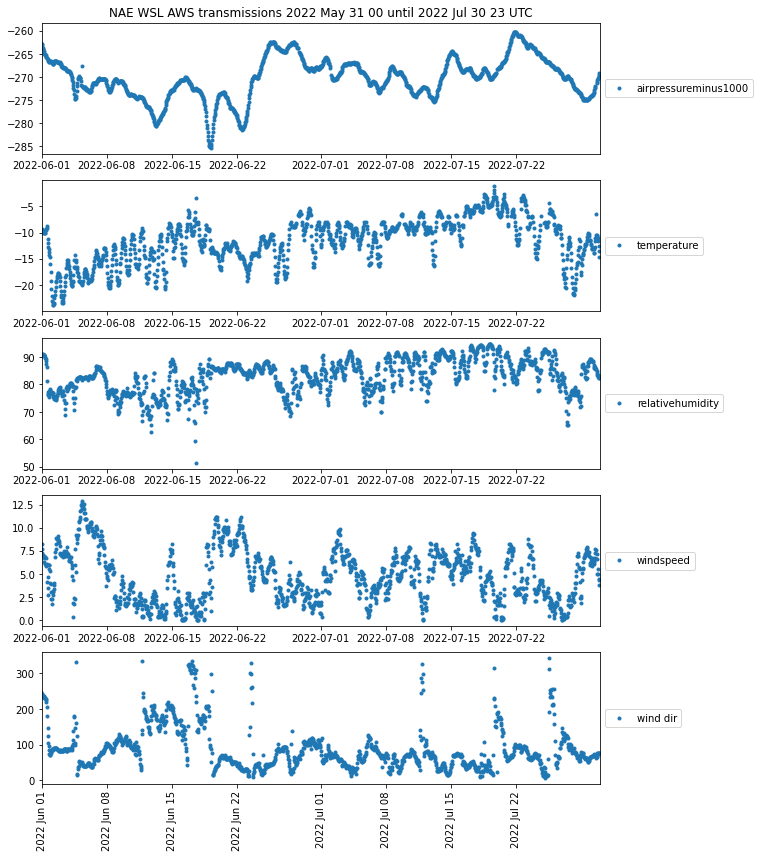 NAE WSL AWS transmissions 2022 May 31 00 until 2022 Jul 30 23 UTC
−260
−265
−270
−275
−280
−285
airpressureminus1000
2022-06-01 2022-06-08 2022-06-15 2022-06-22 2022-07-01 2022-07-08 2022-07-15 2022-07-22
−5
−10
−15
−20
temperature
2022-06-01 2022-06-08 2022-06-15 2022-06-22 2022-07-01 2022-07-08 2022-07-15 2022-07-22
90
80
70
60
50
relativehumidity
2022-06-01 2022-06-08 2022-06-15 2022-06-22 2022-07-01 2022-07-08 2022-07-15 2022-07-22
12.5
10.0
7.5
5.0
2.5
0.0
windspeed
2022-06-01 2022-06-08 2022-06-15 2022-06-22 2022-07-01 2022-07-08 2022-07-15 2022-07-22
300
200
100
0
wind dir
2022 Jun 01
2022 Jun 08
2022 Jun 15
2022 Jun 22
2022 Jul 01
2022 Jul 08
2022 Jul 15
2022 Jul 22